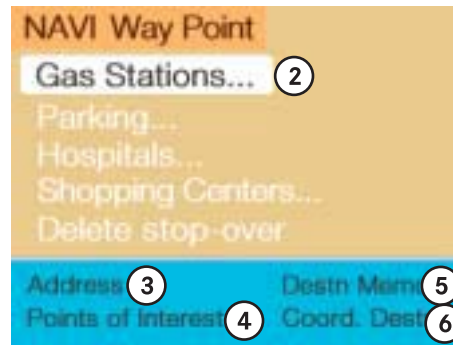 NAVI Way Point
Gas Stations... 2
Parking...
Hospitals...
Shopping Centers...
Delete stop-over
Address 3 Destn Mem 5
Points of Interest 4 Coord. Dest 6